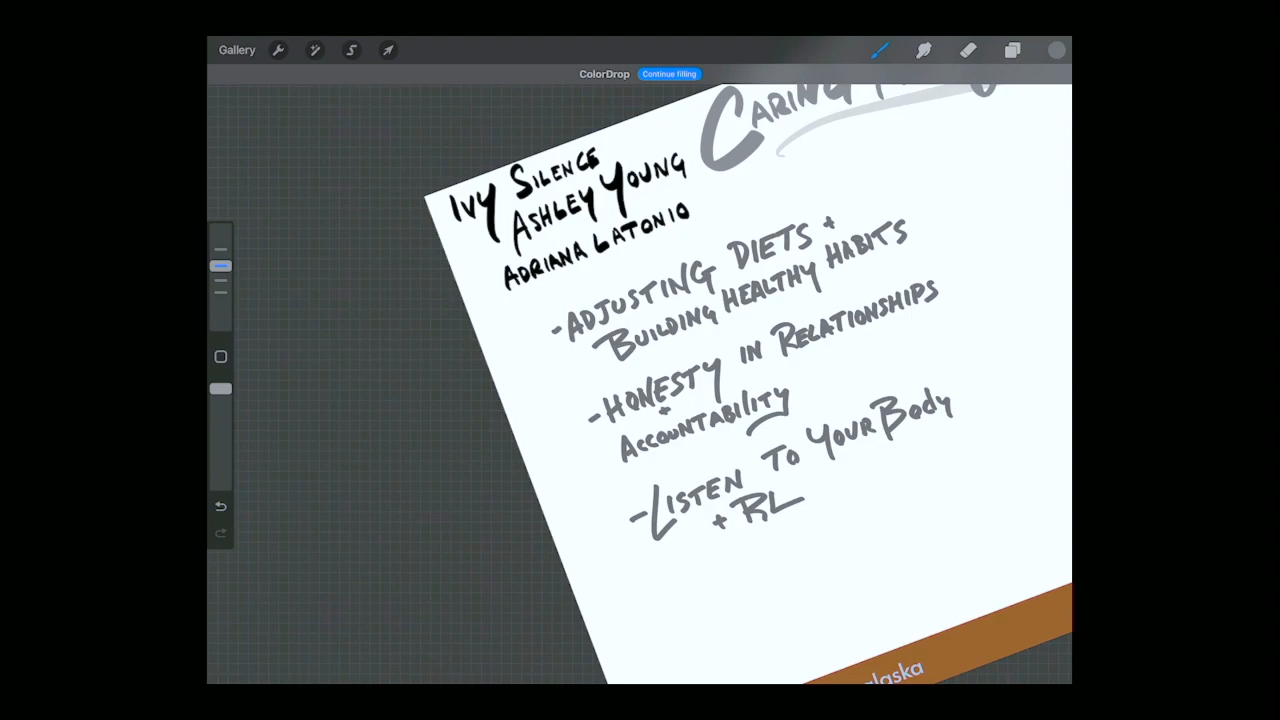 Gallery
ColorDrop Continue filling
CARING
IVY SILENCE
ASHLEY YOUNG
ADRIANA LATONIO
- ADJUSTING DIETS +
BUILDING HEALTHY HABITS
- HONESTY IN RELATIONSHIPS
+
ACCOUNTABILITY
- LISTEN TO YOUR BODY
+ RL
alaska